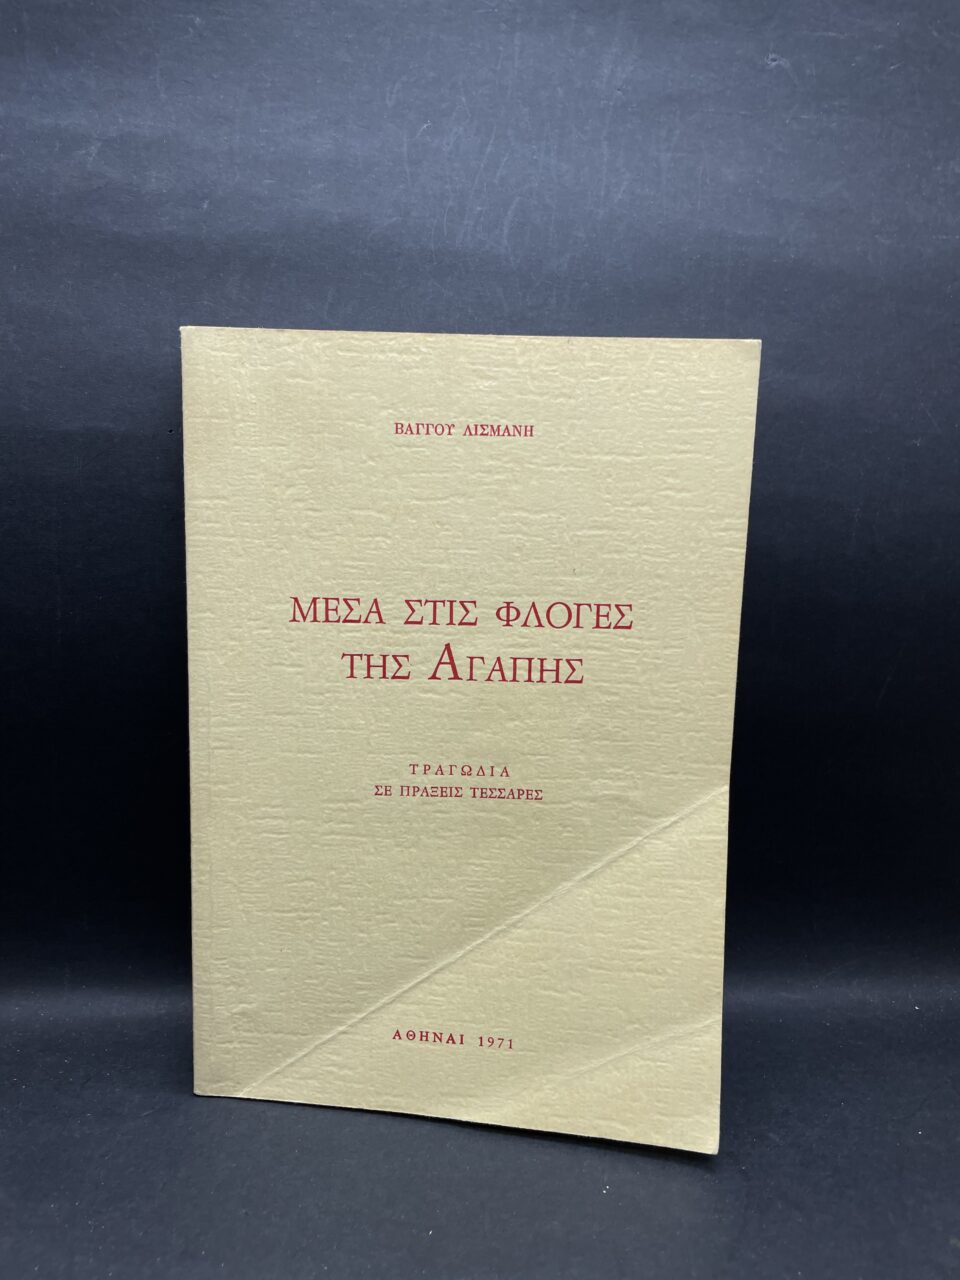 ΒΑΓΓΟΥ ΛΙΣΜΑΝΗ
ΜΕΣΑ ΣΤΙΣ ΦΛΟΓΕΣ
ΤΗΣ ΑΓΑΠΗΣ
ΤΡΑΓΩΔΙΑ
ΣΕ ΠΡΑΞΕΙΣ ΤΕΣΣΑΡΕΣ
ΑΘΗΝΑΙ 1971